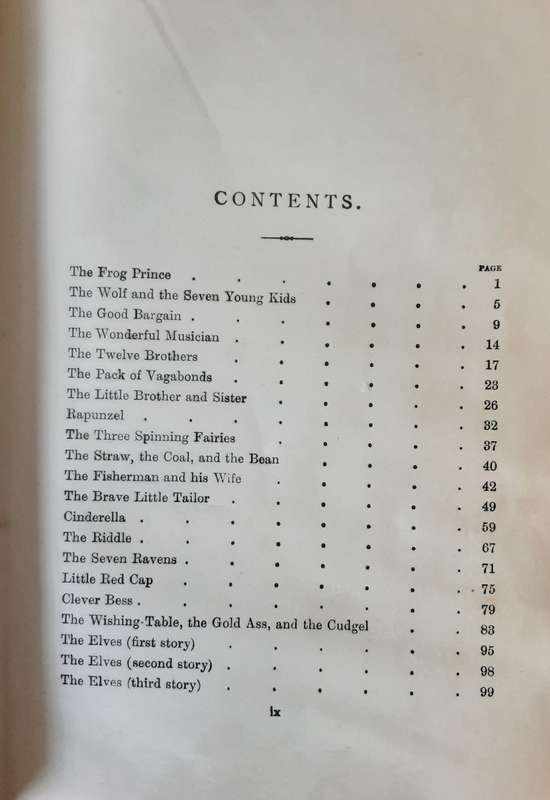 CONTENTS.
PAGE
The Frog Prince . . . . . . . 1
The Wolf and the Seven Young Kids . . . . 5
The Good Bargain . . . . . . . 9
The Wonderful Musician . . . . . . 14
The Twelve Brothers . . . . . . 17
The Pack of Vagabonds . . . . . . 23
The Little Brother and Sister . . . . . 26
Rapunzel . . . . . . . . 32
The Three Spinning Fairies . . . . . 37
The Straw, the Coal, and the Bean . . . . 40
The Fisherman and his Wife . . . . . 42
The Brave Little Tailor . . . . . . 49
Cinderella . . . . . . . . 59
The Riddle . . . . . . . . 67
The Seven Ravens . . . . . . . 71
Little Red Cap . . . . . . . 75
Clever Bess . . . . . . . . 79
The Wishing-Table, the Gold Ass, and the Cudgel . . 83
The Elves (first story) . . . . . . 95
The Elves (second story) . . . . . . 98
The Elves (third story) . . . . . . 99
ix